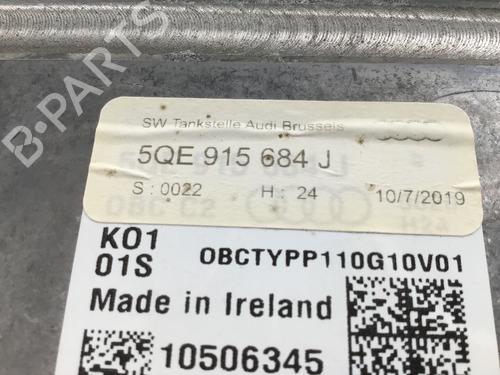 SW Tankstelle Audi Brussels
5QE 915 684 J
S : 0022 H : 24 10/7/2019
K01
01S OBCTYPP110G10V01
Made in Ireland
10506345
B-PARTS